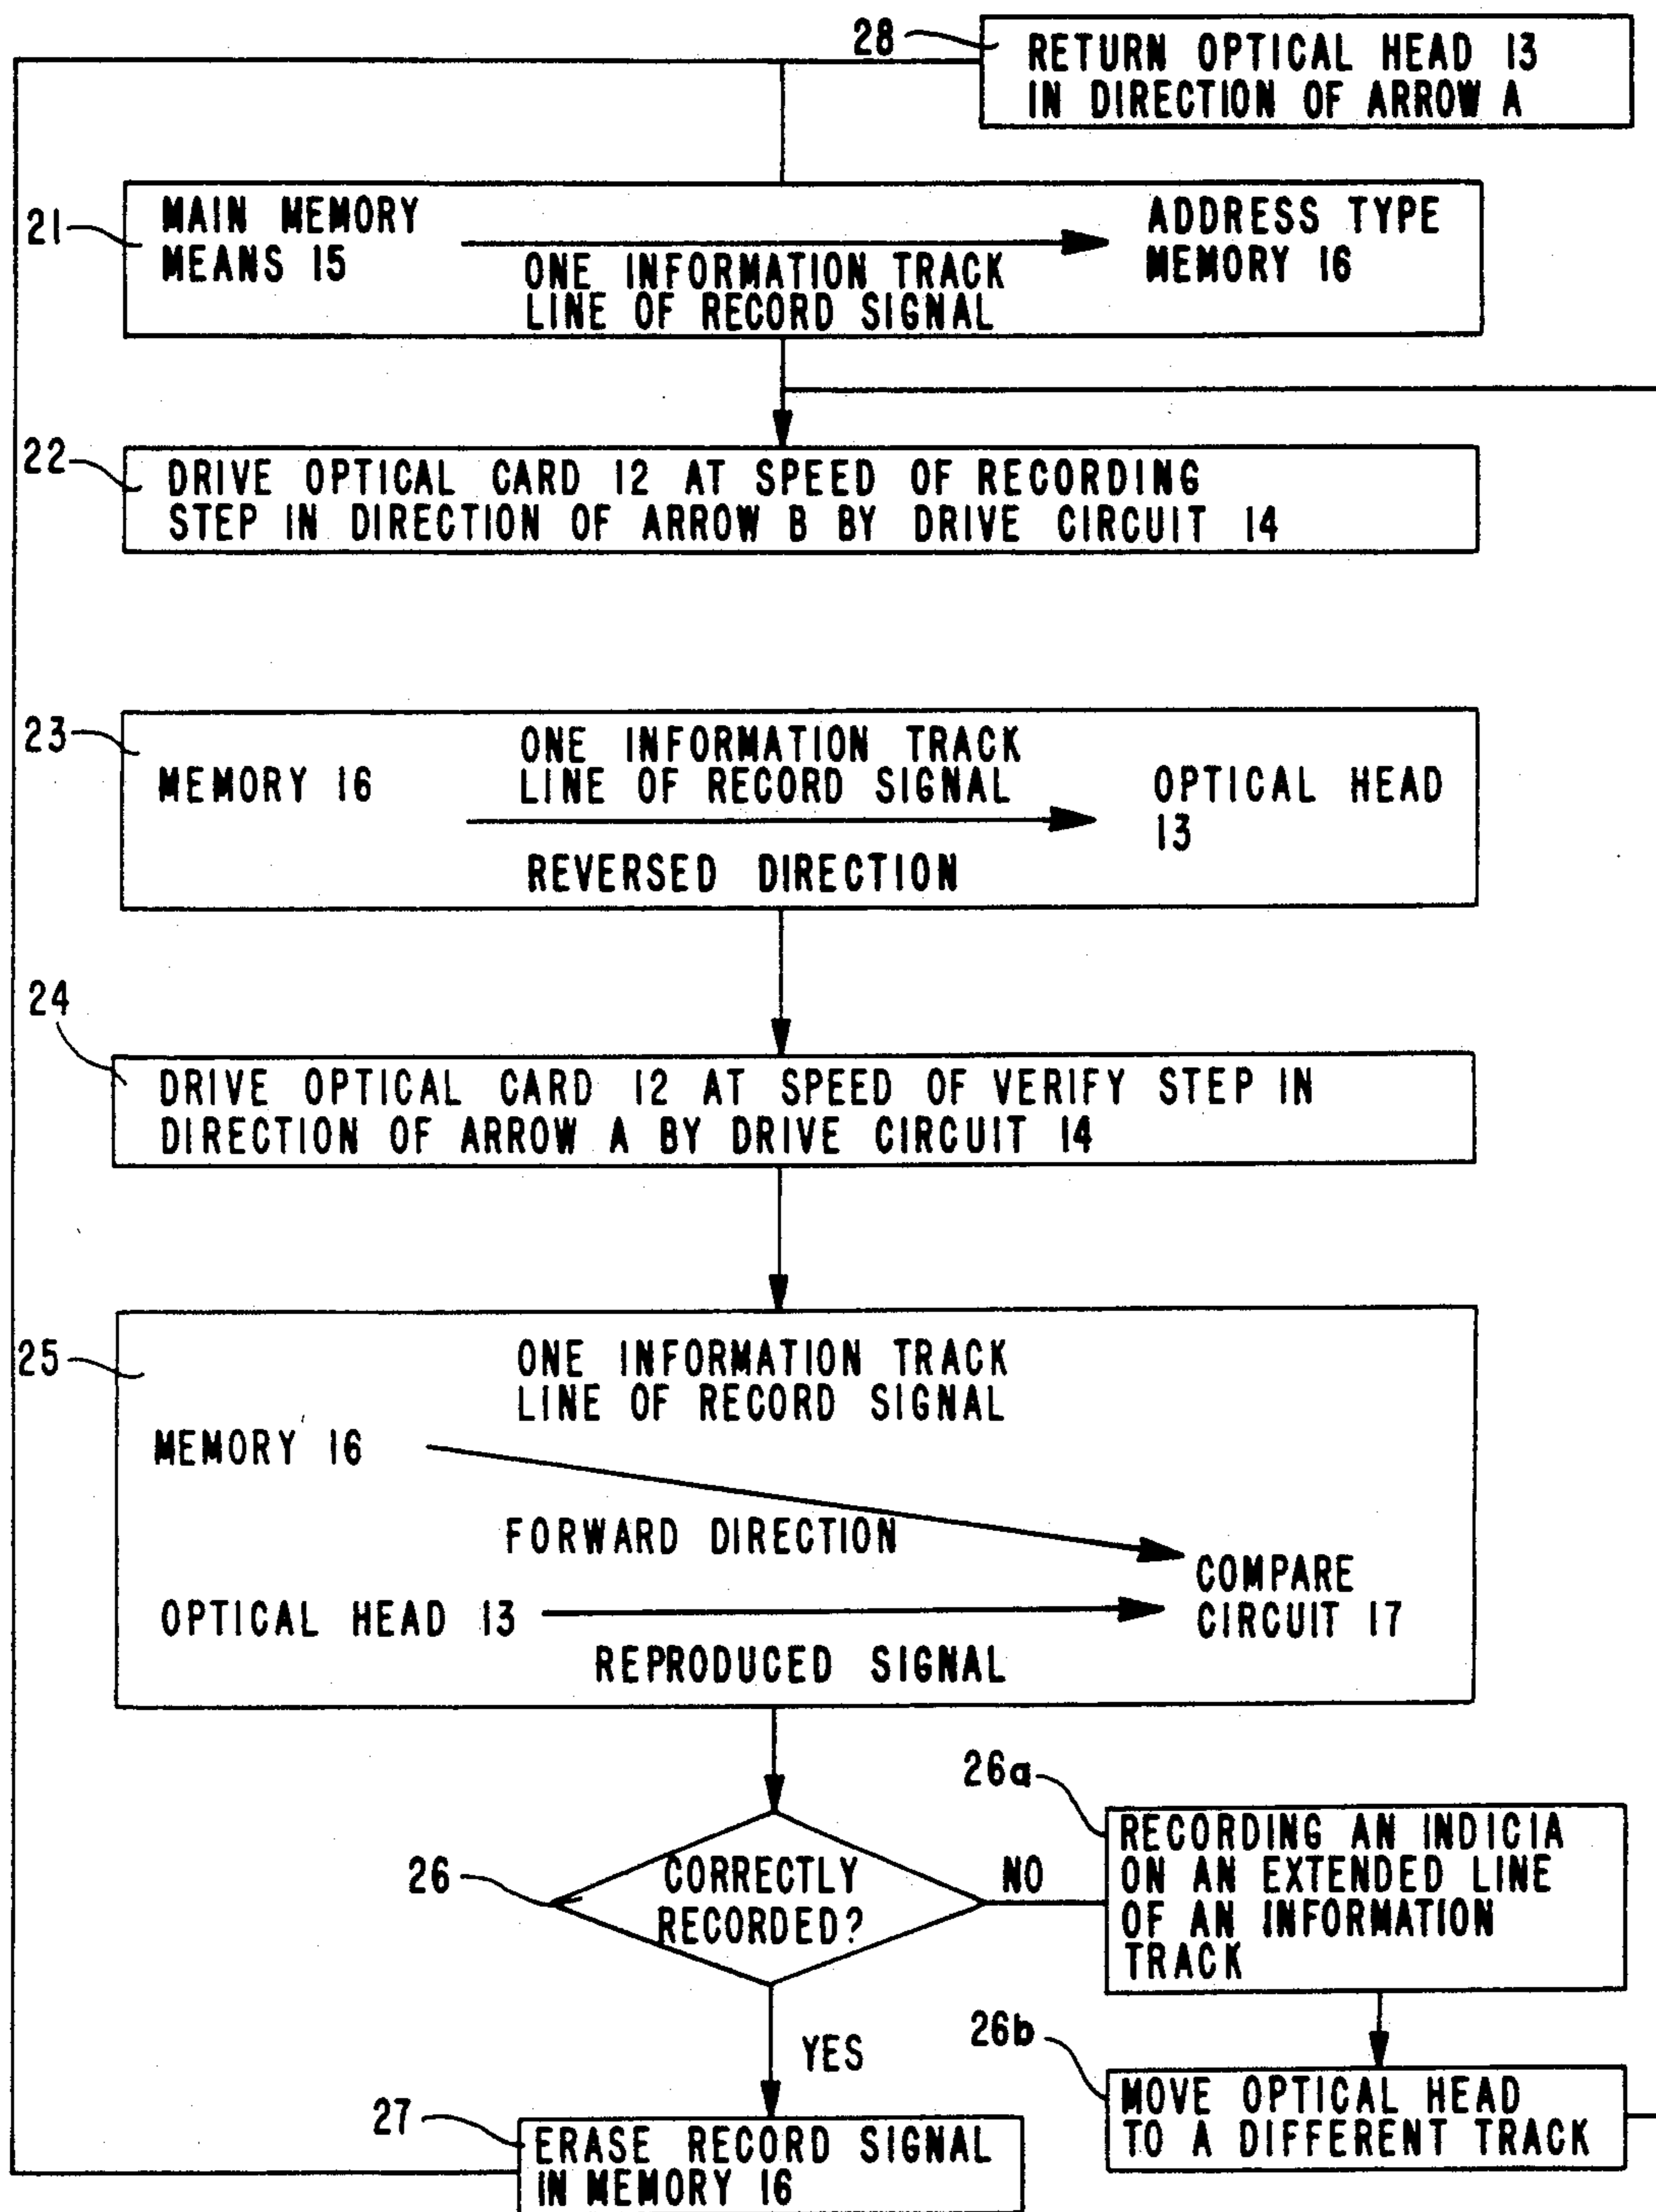 28
RETURN OPTICAL HEAD 13
IN DIRECTION OF ARROW A
21
MAIN MEMORY
MEANS 15
ONE INFORMATION TRACK
LINE OF RECORD SIGNAL
ADDRESS TYPE
MEMORY 16
22
DRIVE OPTICAL CARD 12 AT SPEED OF RECORDING
STEP IN DIRECTION OF ARROW B BY DRIVE CIRCUIT 14
23
MEMORY 16
ONE INFORMATION TRACK
LINE OF RECORD SIGNAL
REVERSED DIRECTION
OPTICAL HEAD
13
24
DRIVE OPTICAL CARD 12 AT SPEED OF VERIFY STEP IN
DIRECTION OF ARROW A BY DRIVE CIRCUIT 14
25
ONE INFORMATION TRACK
LINE OF RECORD SIGNAL
MEMORY 16
FORWARD DIRECTION
COMPARE
CIRCUIT 17
OPTICAL HEAD 13
REPRODUCED SIGNAL
26
CORRECTLY
RECORDED?
NO
26a
RECORDING AN INDICIA
ON AN EXTENDED LINE
OF AN INFORMATION
TRACK
YES
26b
MOVE OPTICAL HEAD
TO A DIFFERENT TRACK
27
ERASE RECORD SIGNAL
IN MEMORY 16